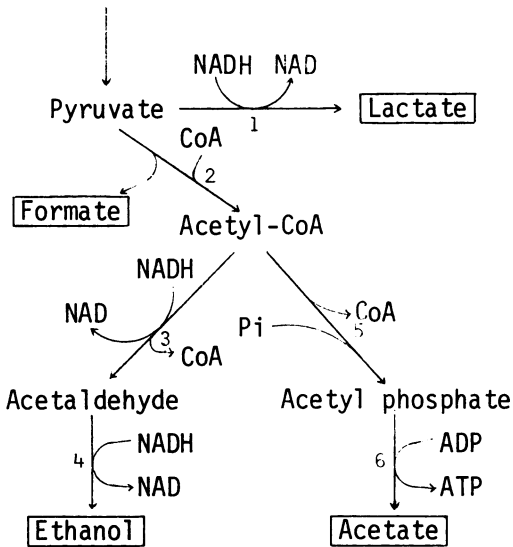 NADH NAD
Pyruvate Lactate
1
CoA
2
Formate
Acetyl-CoA
NADH
NAD
3
CoA
Pi
CoA
5
Acetaldehyde Acetyl phosphate
4
NADH
NAD
6
ADP
ATP
Ethanol Acetate